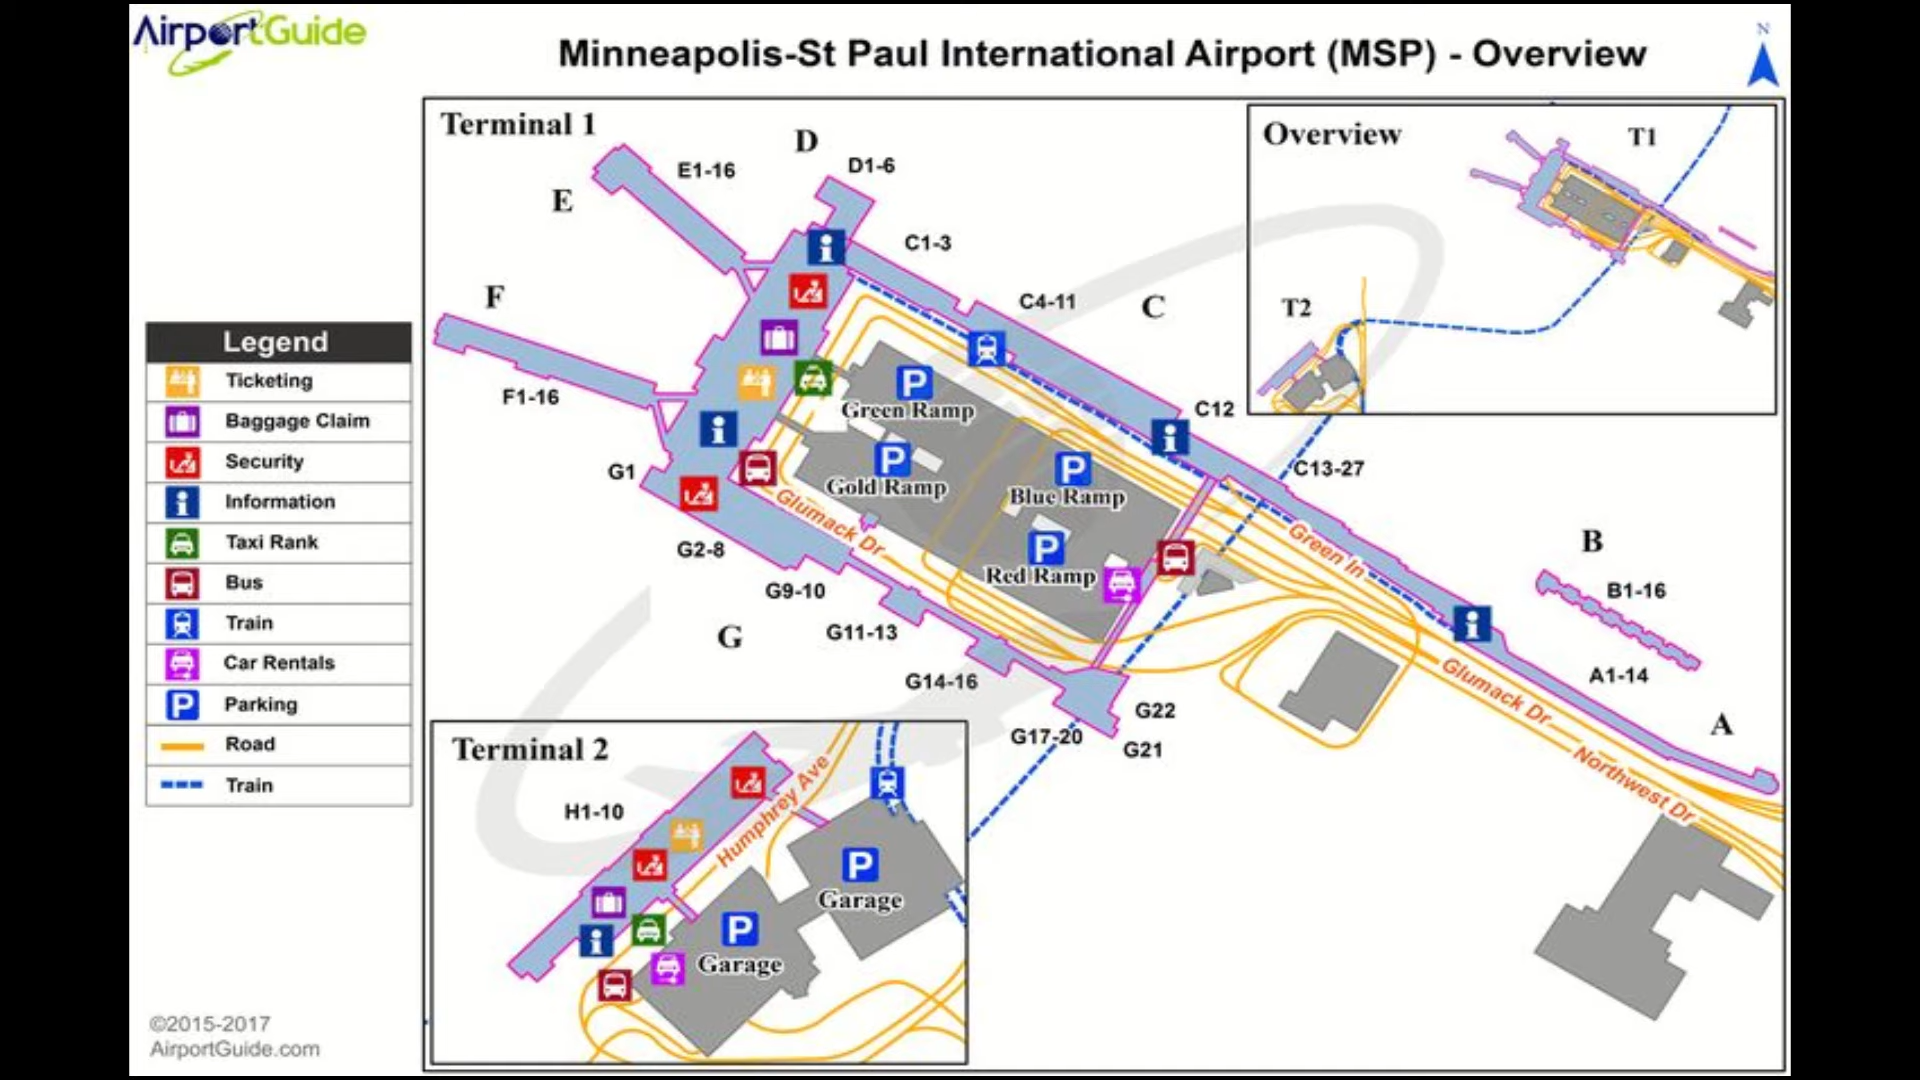 AirportGuide
Minneapolis-St Paul International Airport (MSP) - Overview
N
Terminal 1
D
D1-6
E1-16
E
C1-3
F
C4-11
C
F1-16
C12
G1
C13-27
Green Ramp
Gold Ramp
Blue Ramp
Red Ramp
Glumack Dr
Green ln
G2-8
G9-10
G11-13
G
G14-16
G17-20
G22
G21
B
B1-16
A1-14
A
Glumack Dr
Northwest Dr
Overview
T1
T2
Terminal 2
H1-10
Humphrey Ave
Garage
Garage
Legend
Ticketing
Baggage Claim
Security
Information
Taxi Rank
Bus
Train
Car Rentals
Parking
Road
Train
©2015-2017
AirportGuide.com